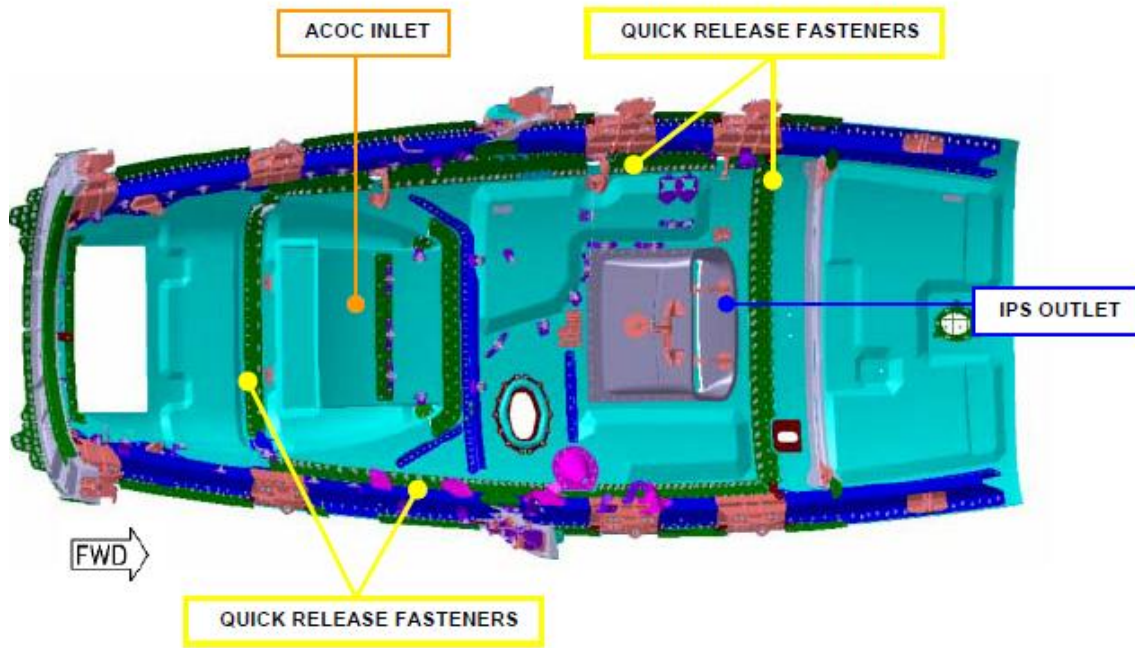 ACOC INLET
QUICK RELEASE FASTENERS
IPS OUTLET
FWD
QUICK RELEASE FASTENERS